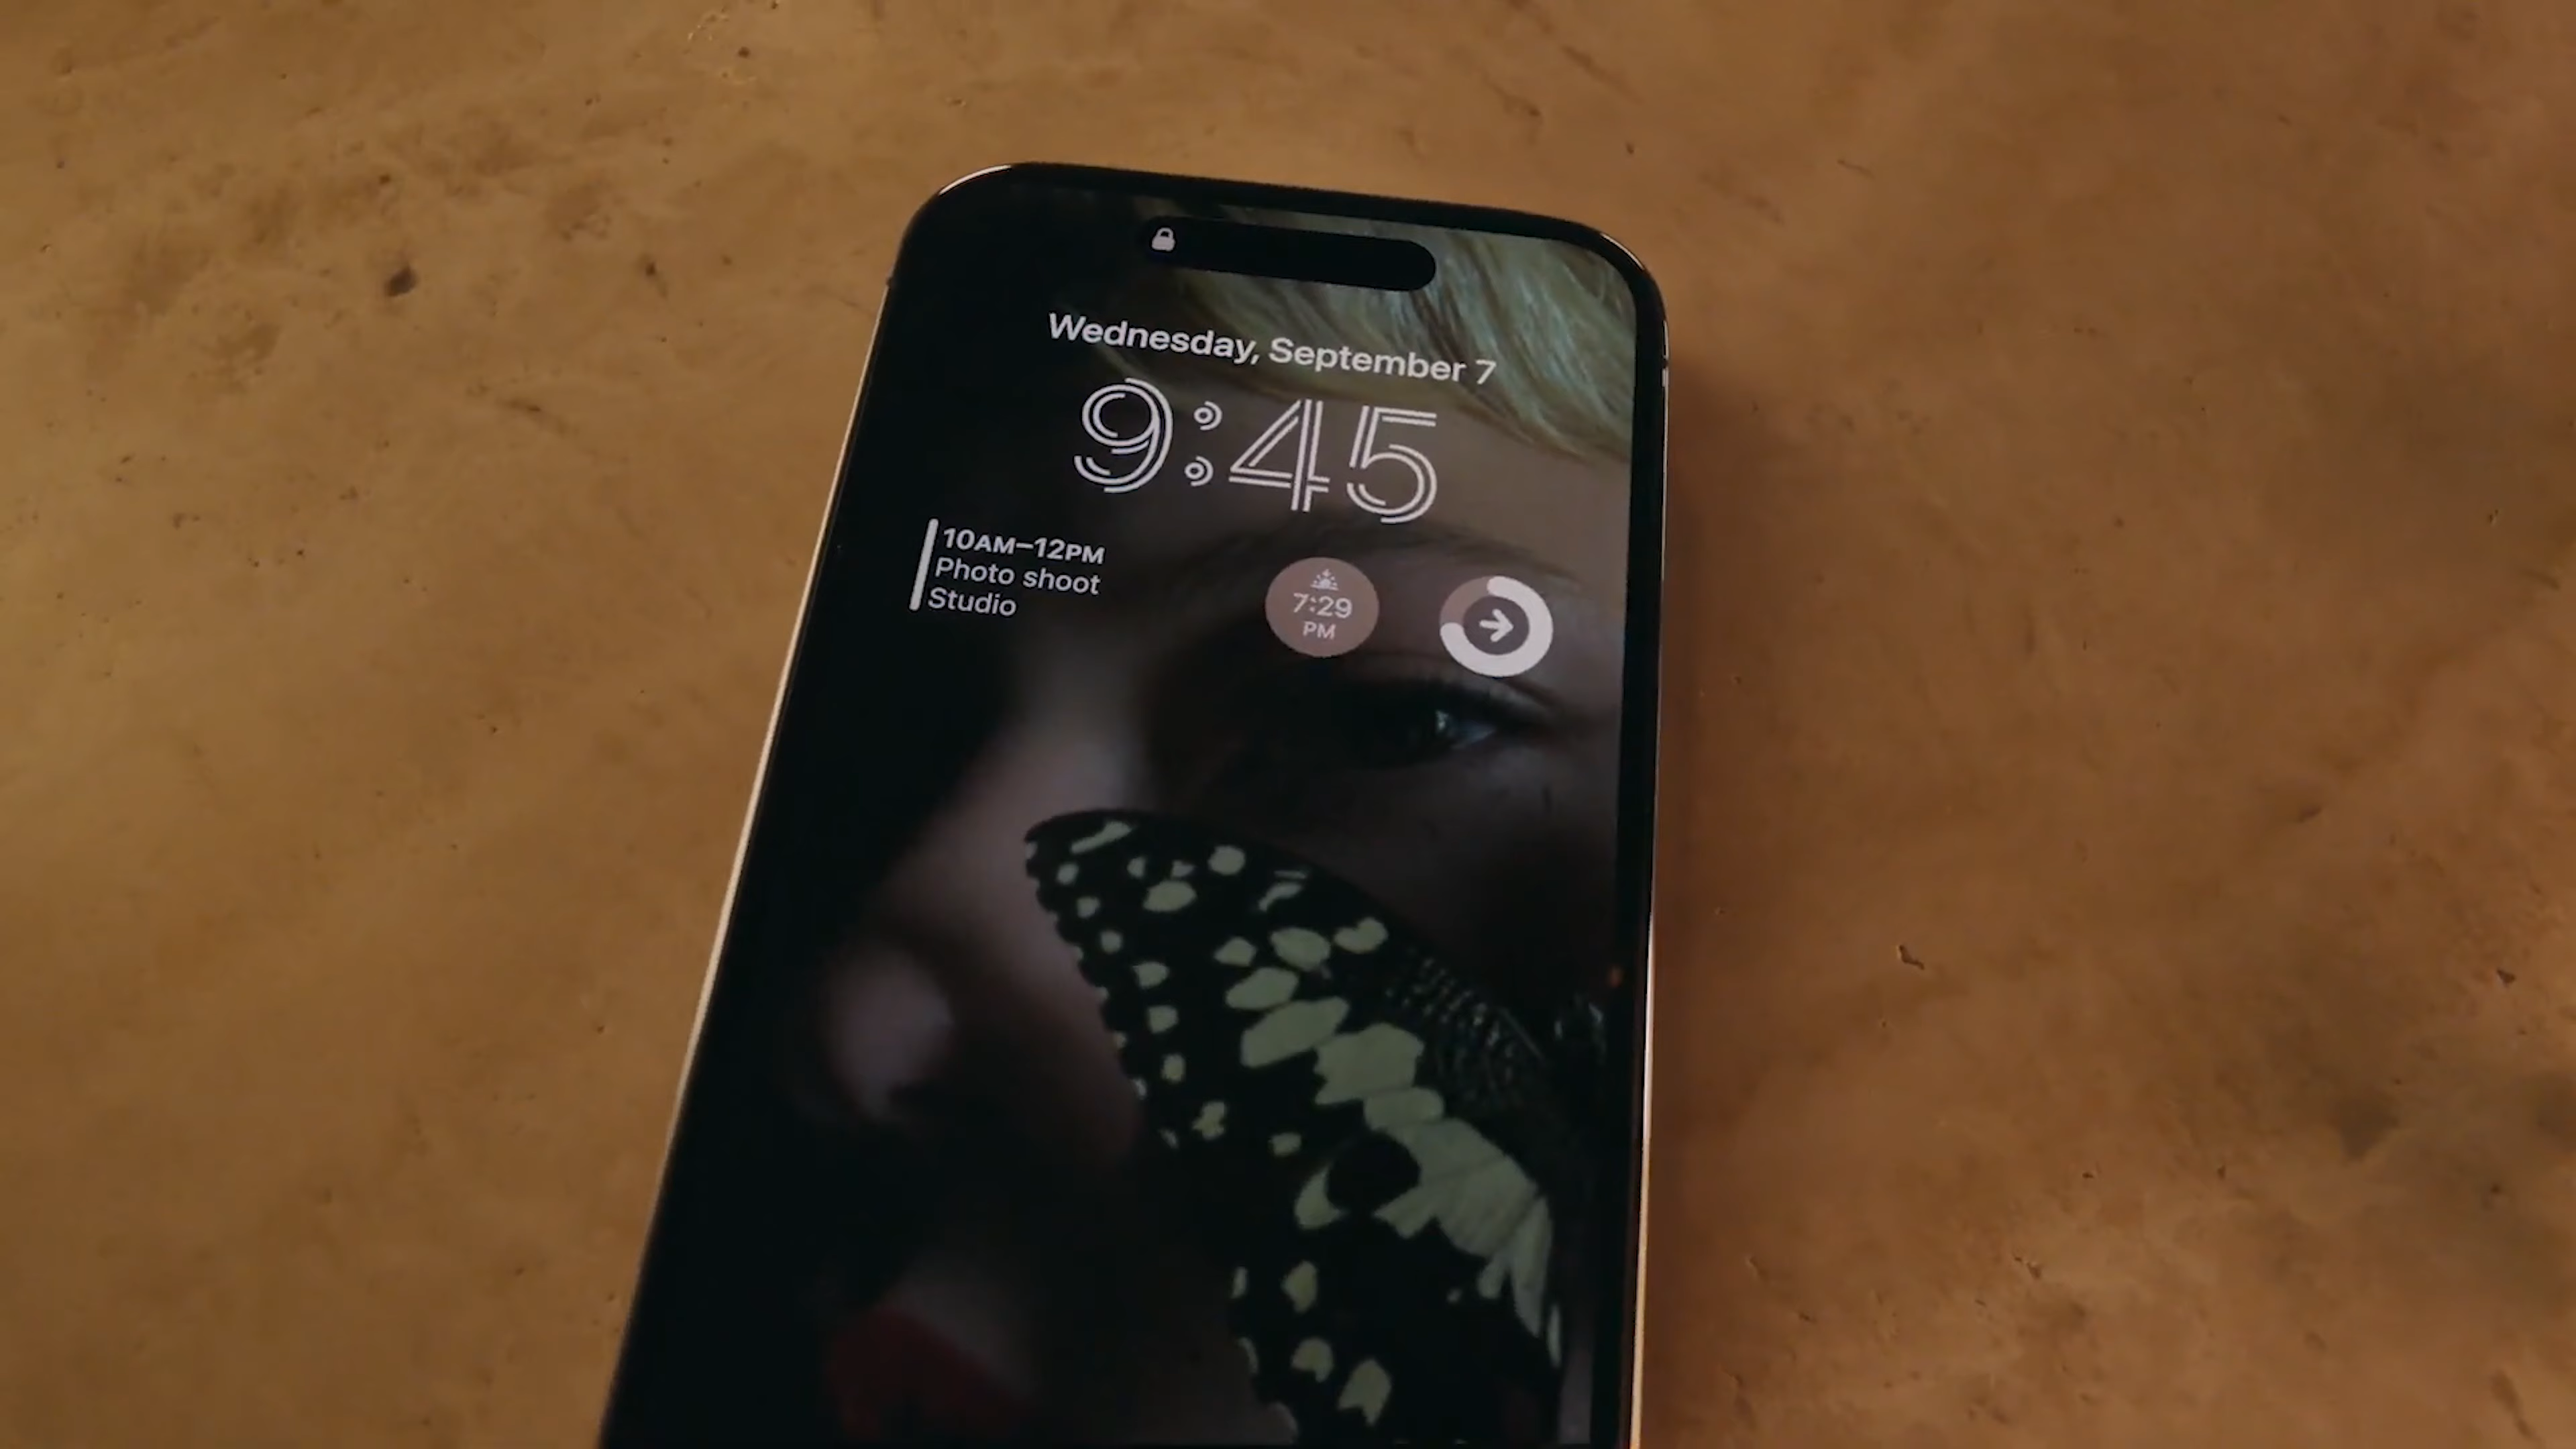 Wednesday, September 7
9:45
10AM–12PM
Photo shoot
Studio
7:29
PM